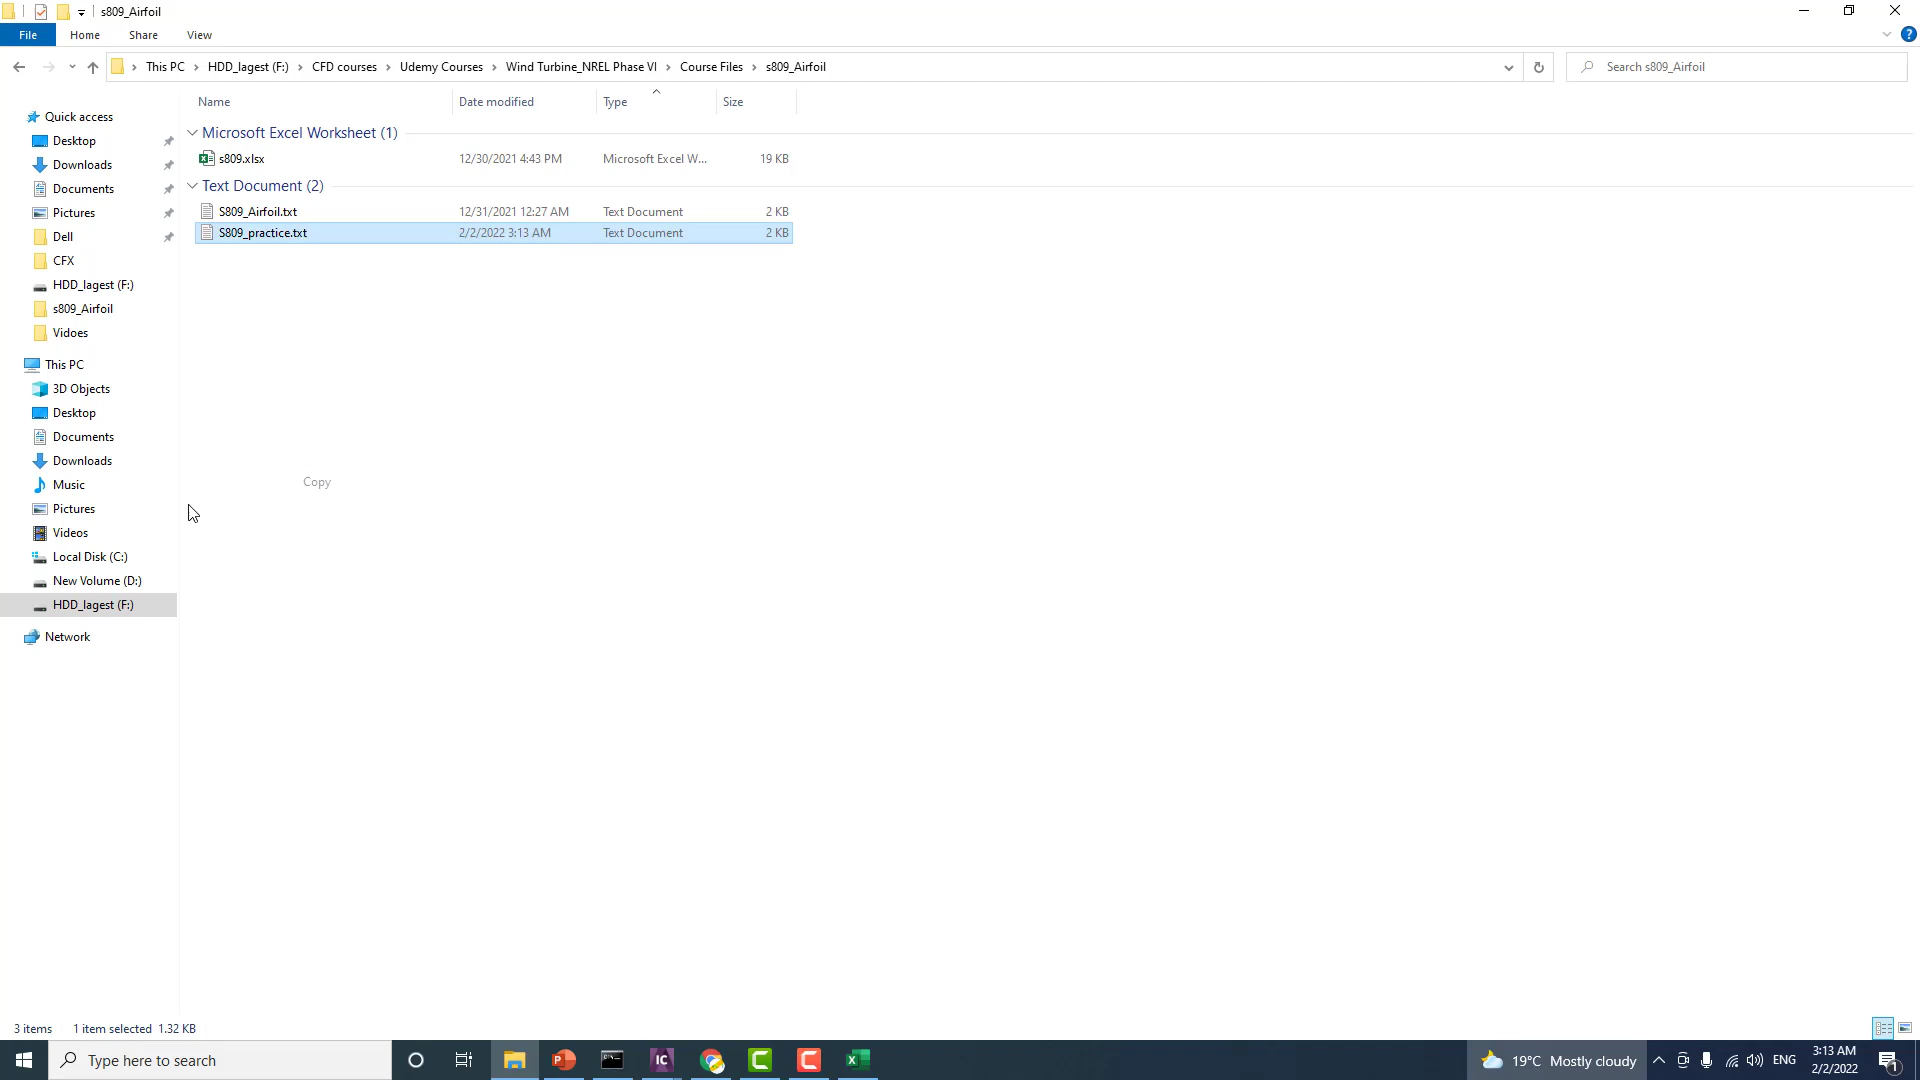 s809_Airfoil
File Home Share View
This PC HDD_lagest (F:) CFD courses Udemy Courses Wind Turbine_NREL Phase VI Course Files s809_Airfoil Search s809_Airfoil
Name Date modified Type Size
Quick access
Desktop
Downloads
Documents
Pictures
Dell
CFX
HDD_lagest (F:)
s809_Airfoil
Vidoes
This PC
3D Objects
Desktop
Documents
Downloads
Music
Pictures
Videos
Local Disk (C:)
New Volume (D:)
HDD_lagest (F:)
Network
Microsoft Excel Worksheet (1)
s809.xlsx 12/30/2021 4:43 PM Microsoft Excel W... 19 KB
Text Document (2)
S809_Airfoil.txt 12/31/2021 12:27 AM Text Document 2 KB
S809_practice.txt 2/2/2022 3:13 AM Text Document 2 KB
Copy
3 items 1 item selected 1.32 KB
Type here to search IC 19°C Mostly cloudy ENG 3:13 AM
2/2/2022 1